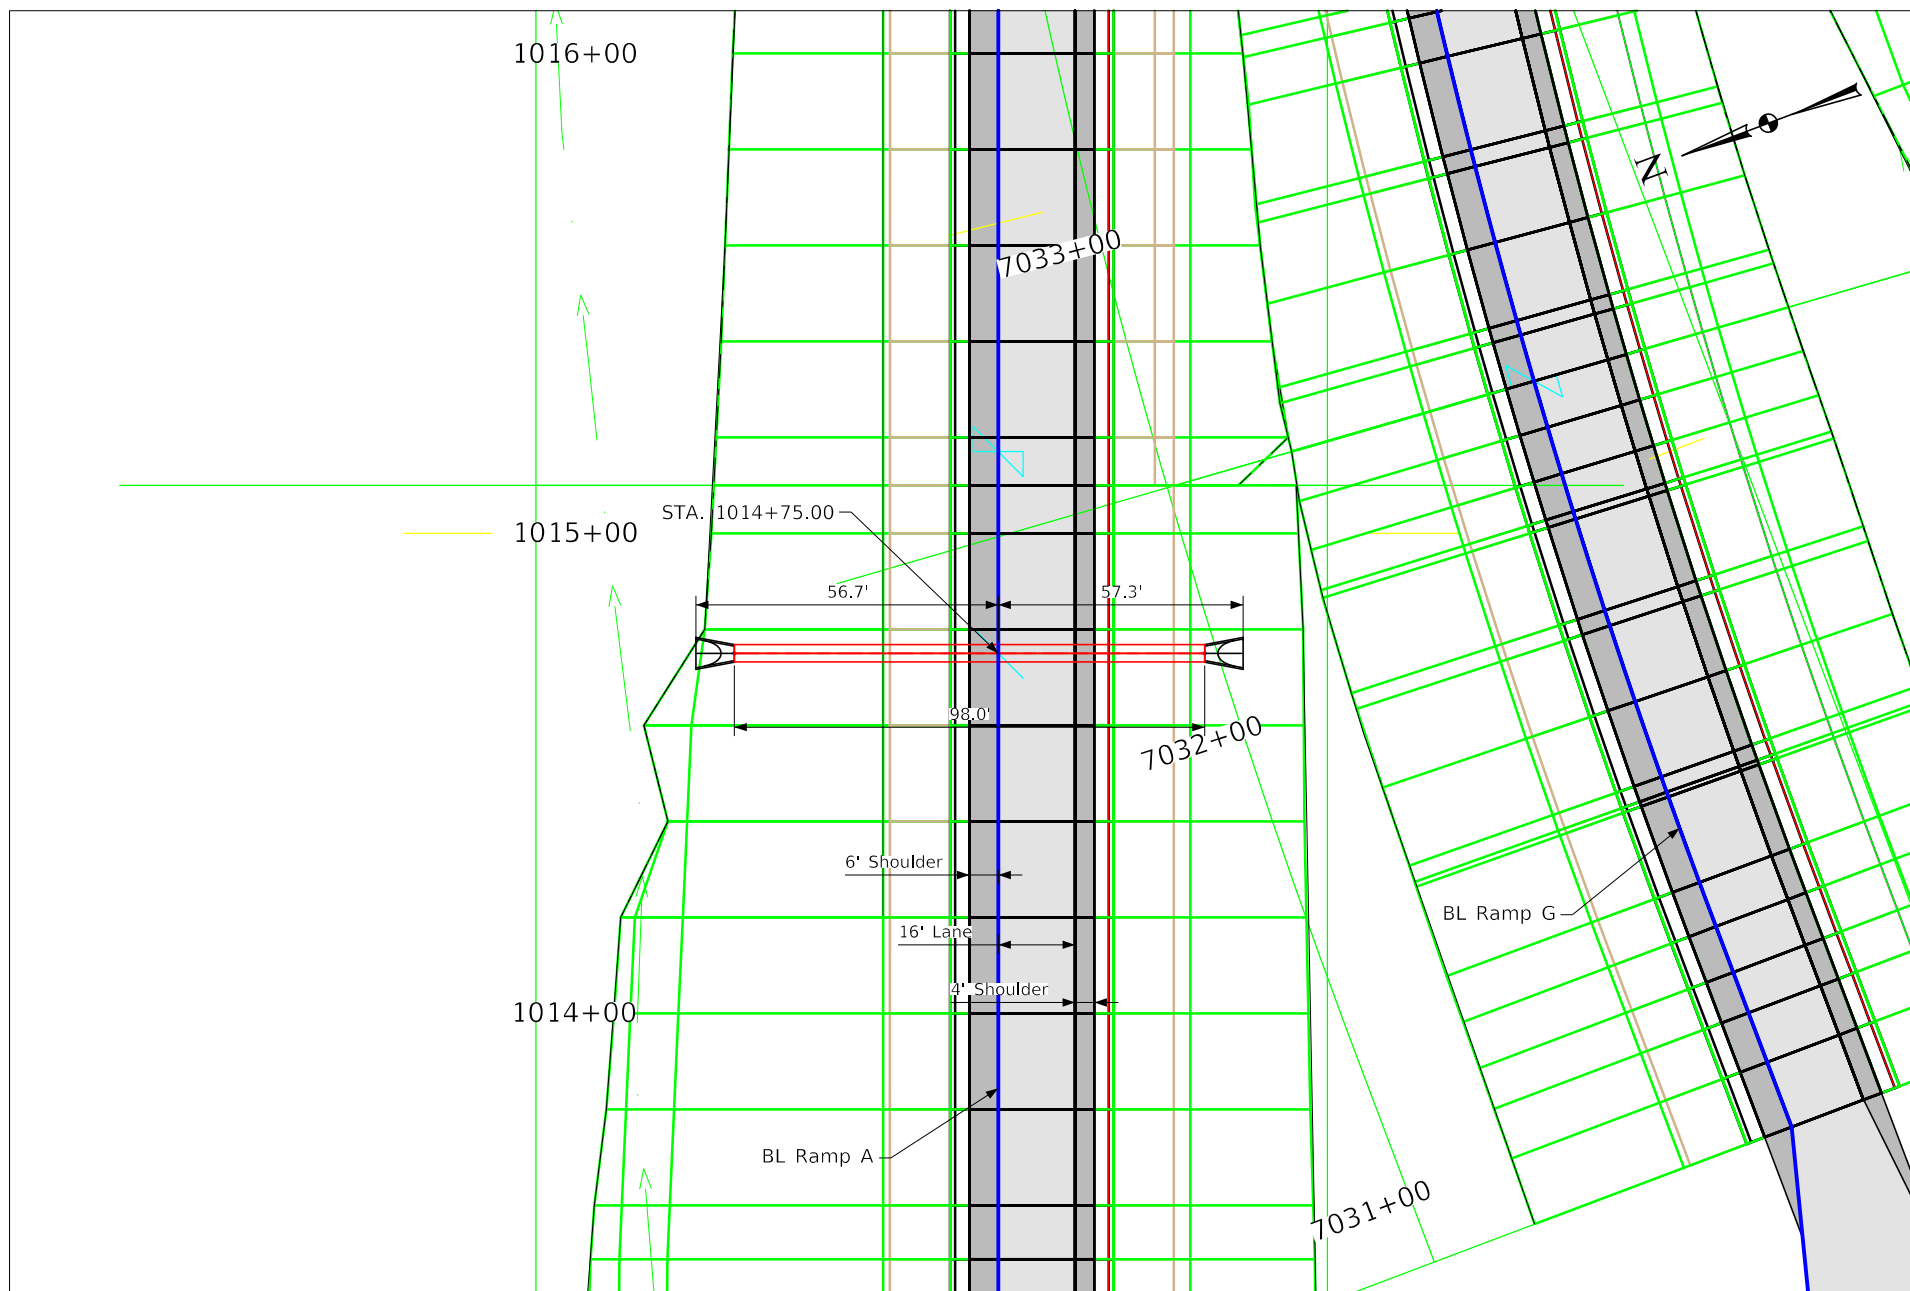 1016+00
N
7033+00
STA. 1014+75.00
1015+00
56.7'
57.3'
98.0'
7032+00
6' Shoulder
BL Ramp G
16' Lane
4' Shoulder
1014+00
BL Ramp A
7031+00